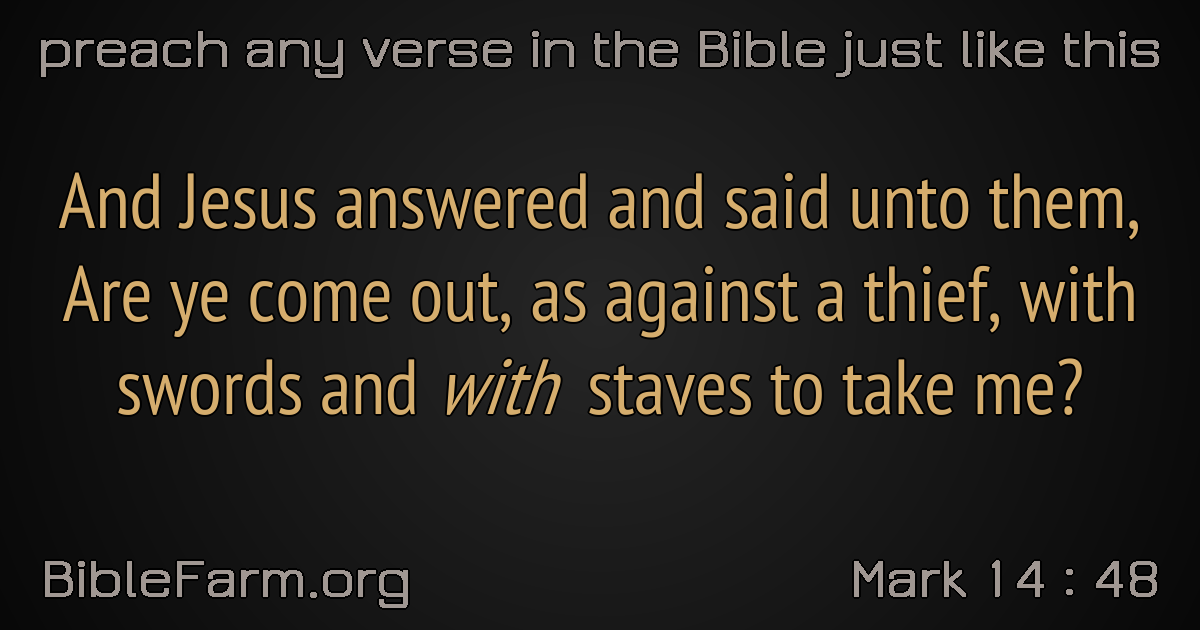 preach any verse in the Bible just like this
And Jesus answered and said unto them,
Are ye come out, as against a thief, with
swords and with staves to take me?
BibleFarm.org
Mark 14 : 48